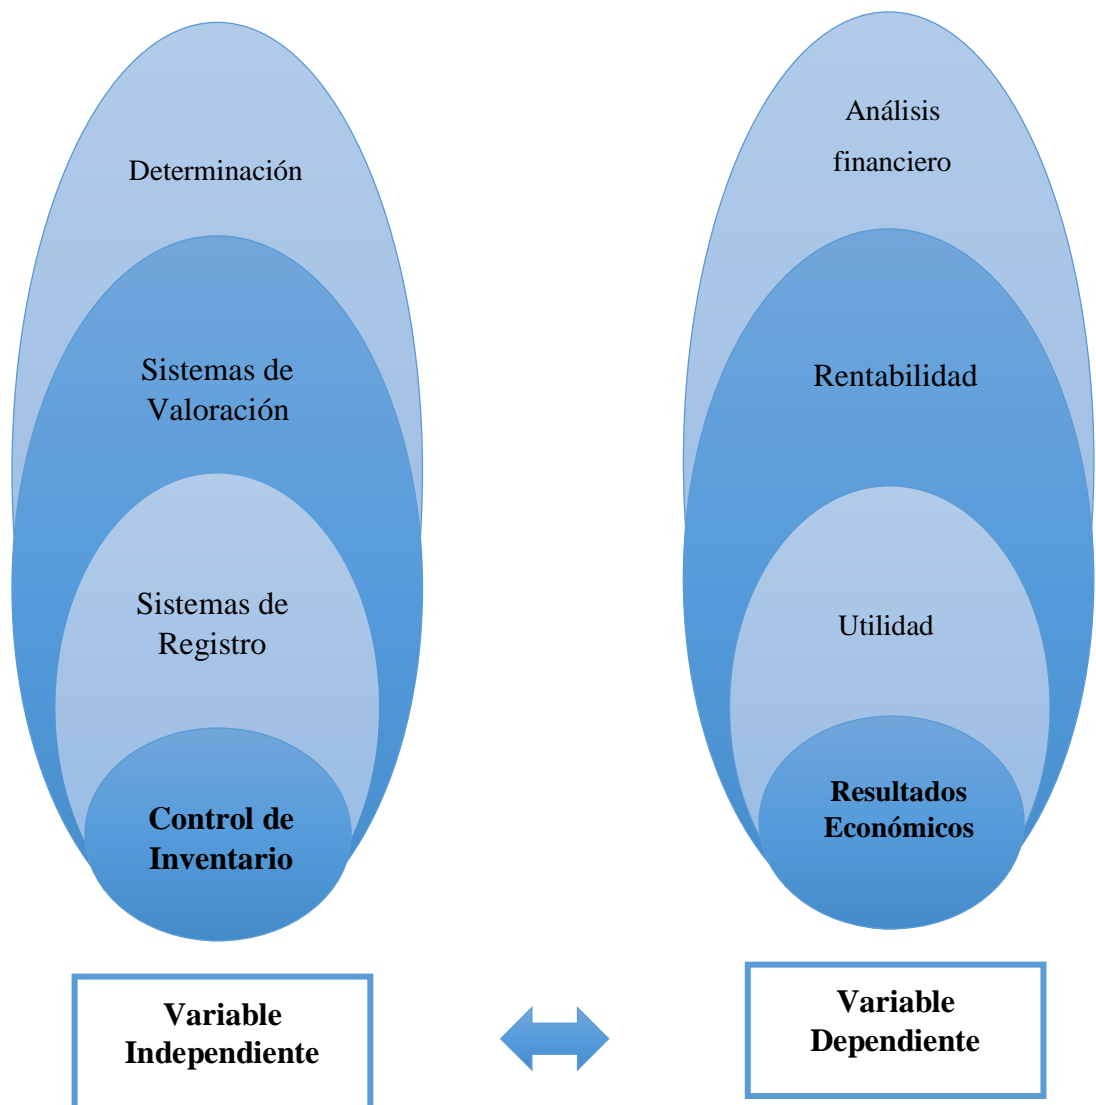 Determinación
Sistemas de
Valoración
Sistemas de
Registro
Control de
Inventario
Variable
Independiente
Análisis
financiero
Rentabilidad
Utilidad
Resultados
Económicos
Variable
Dependiente